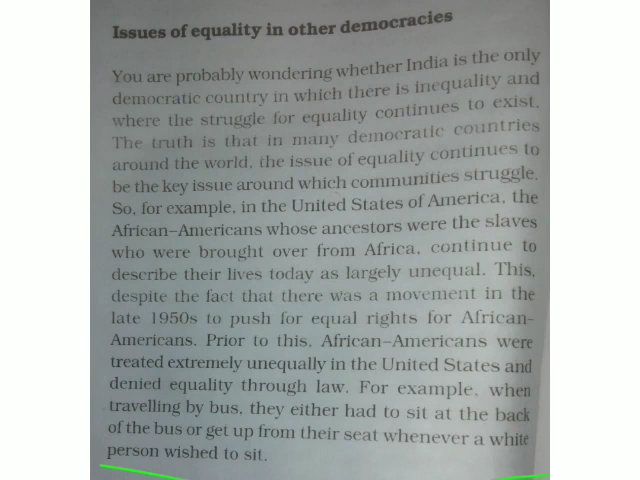 Issues of equality in other democracies
You are probably wondering whether India is the only
democratic country in which there is inequality and
where the struggle for equality continues to exist.
The truth is that in many democratic countries
around the world, the issue of equality continues to
be the key issue around which communities struggle.
So, for example, in the United States of America, the
African–Americans whose ancestors were the slaves
who were brought over from Africa, continue to
describe their lives today as largely unequal. This,
despite the fact that there was a movement in the
late 1950s to push for equal rights for African–
Americans. Prior to this, African–Americans were
treated extremely unequally in the United States and
denied equality through law. For example, when
travelling by bus, they either had to sit at the back
of the bus or get up from their seat whenever a white
person wished to sit.